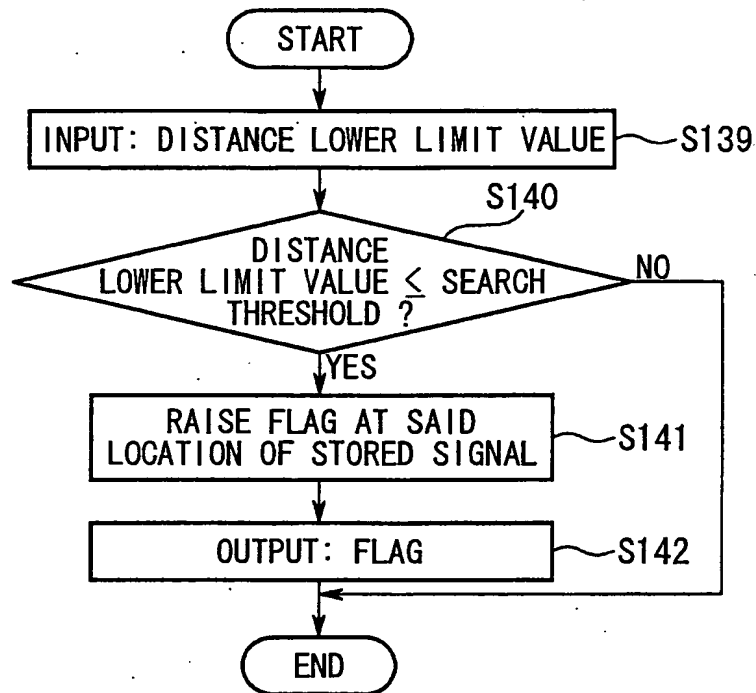 START
INPUT: DISTANCE LOWER LIMIT VALUE
S139
S140
DISTANCE
LOWER LIMIT VALUE ≤ SEARCH
THRESHOLD ?
NO
YES
RAISE FLAG AT SAID
LOCATION OF STORED SIGNAL
S141
OUTPUT: FLAG
S142
END